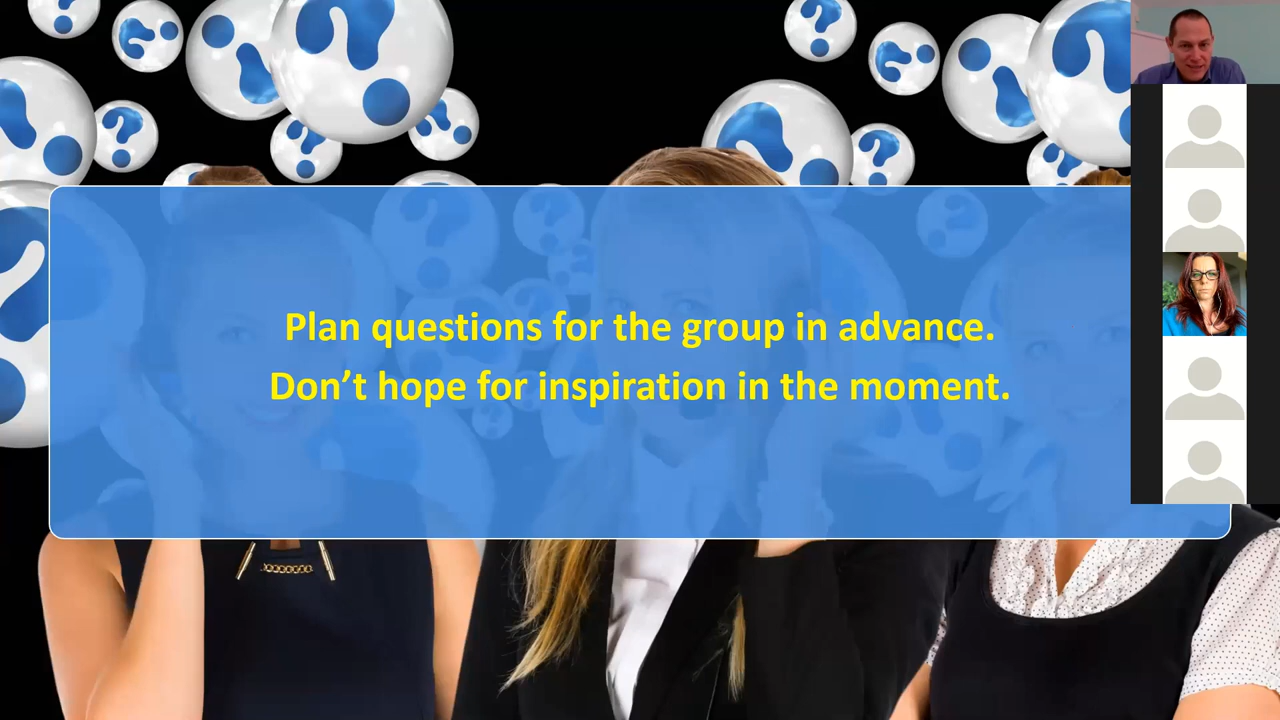 Plan questions for the group in advance.
Don’t hope for inspiration in the moment.